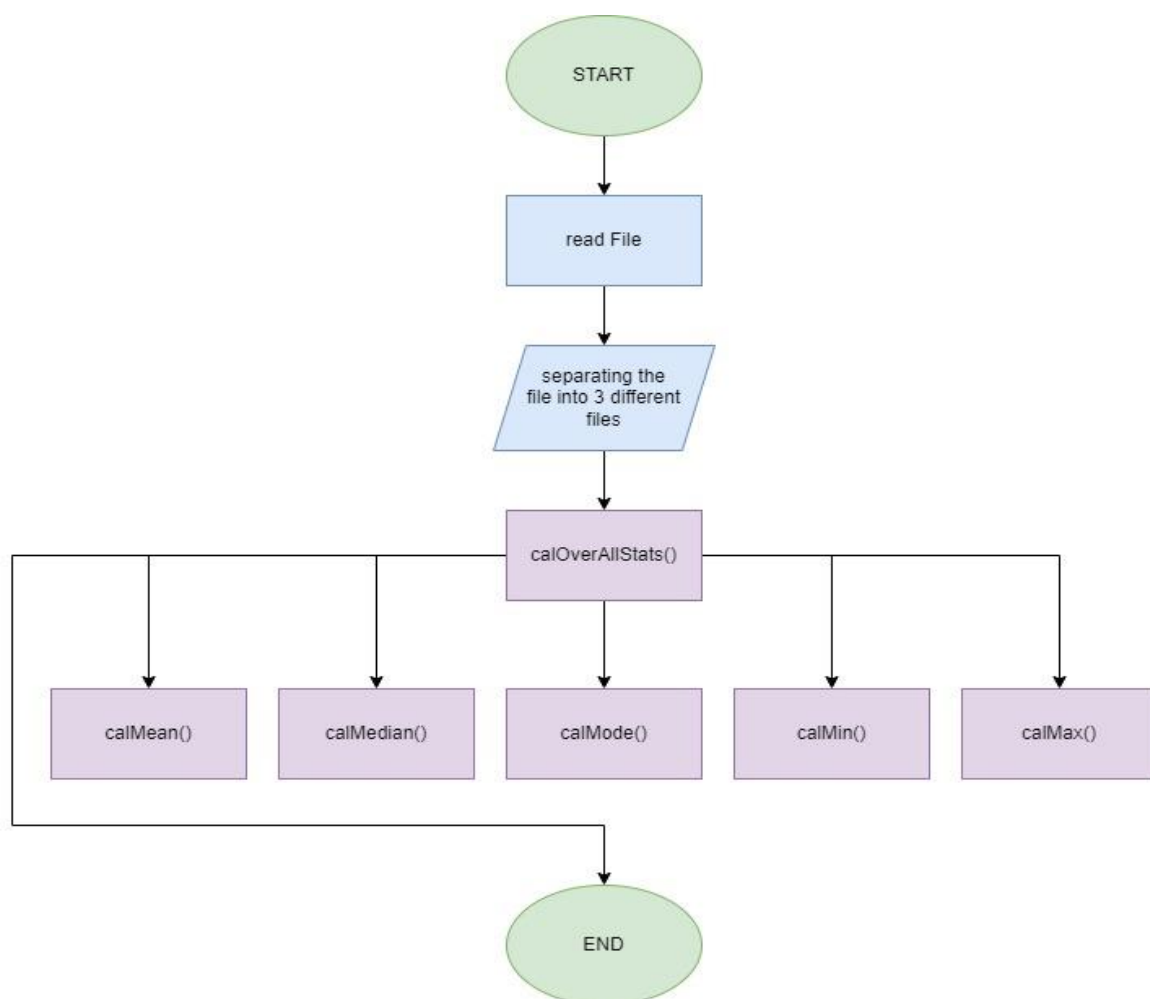 START
read File
separating the
file into 3 different
files
calOverAllStats()
calMean()
calMedian()
calMode()
calMin()
calMax()
END